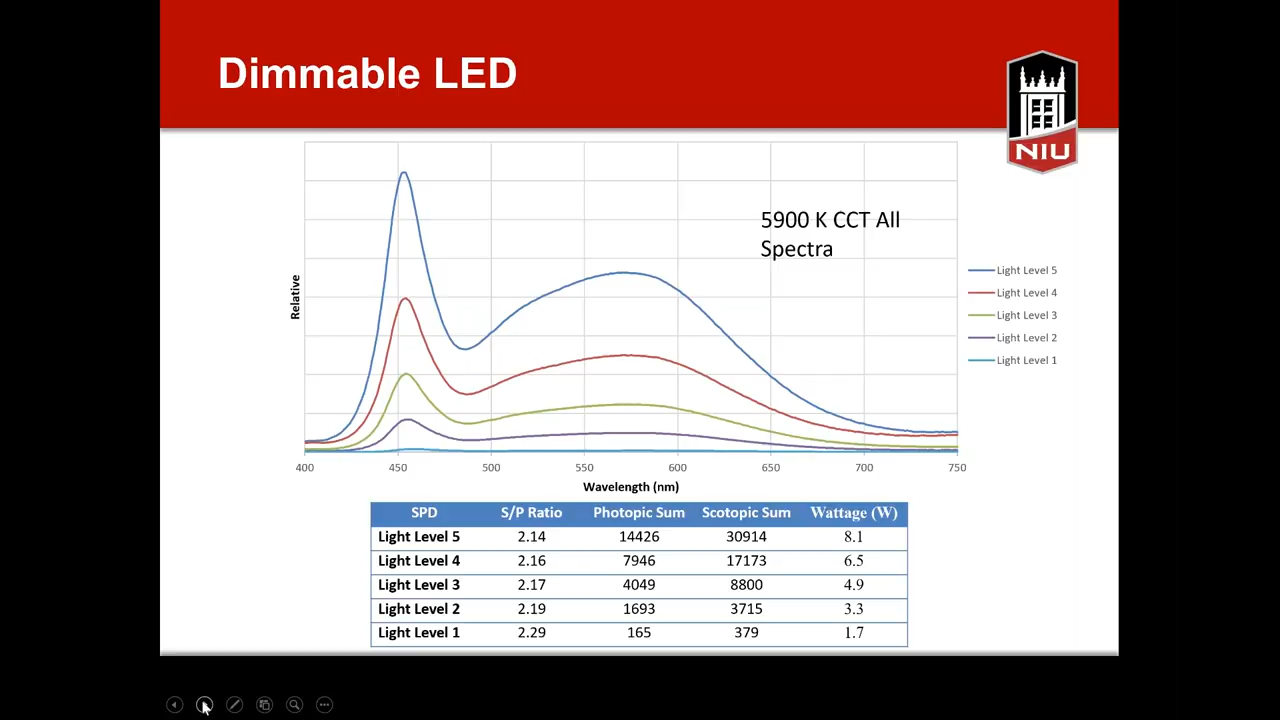 Dimmable LED
NIU
5900 K CCT All
Spectra
Relative
Light Level 5
Light Level 4
Light Level 3
Light Level 2
Light Level 1
400 450 500 550 600 650 700 750
Wavelength (nm)
SPD S/P Ratio Photopic Sum Scotopic Sum Wattage (W)
Light Level 5 2.14 14426 30914 8.1
Light Level 4 2.16 7946 17173 6.5
Light Level 3 2.17 4049 8800 4.9
Light Level 2 2.19 1693 3715 3.3
Light Level 1 2.29 165 379 1.7